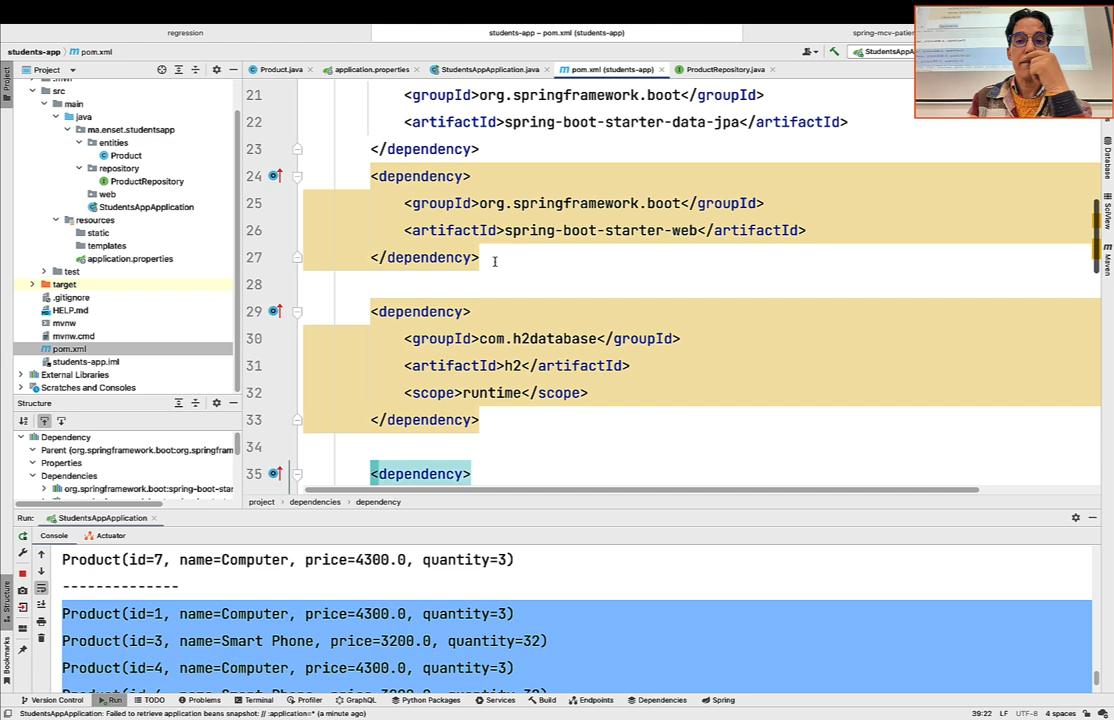 regression
students-app – pom.xml (students-app)
spring-mcv-patie
students-app
pom.xml
StudentsApp
Project
Product.java
application.properties
StudentsAppApplication.java
pom.xml (students-app)
ProductRepository.java
src
main
java
ma.enset.studentsapp
entities
Product
repository
ProductRepository
web
StudentsAppApplication
resources
static
templates
application.properties
test
target
.gitignore
HELP.md
mvnw
mvnw.cmd
pom.xml
students-app.iml
External Libraries
Scratches and Consoles
Structure
Dependency
Parent (org.springframework.boot:org.springfram
Properties
Dependencies
org.springframework.boot:spring-boot-star
21 <groupId>org.springframework.boot</groupId>
22 <artifactId>spring-boot-starter-data-jpa</artifactId>
23 </dependency>
24 <dependency>
25 <groupId>org.springframework.boot</groupId>
26 <artifactId>spring-boot-starter-web</artifactId>
27 </dependency>
28
29 <dependency>
30 <groupId>com.h2database</groupId>
31 <artifactId>h2</artifactId>
32 <scope>runtime</scope>
33 </dependency>
34
35 <dependency>
project
dependencies
dependency
Project
Structure
Bookmarks
Database
SciView
Maven
Run:
StudentsAppApplication
Console
Actuator
Product(id=7, name=Computer, price=4300.0, quantity=3)
--------------
Product(id=1, name=Computer, price=4300.0, quantity=3)
Product(id=3, name=Smart Phone, price=3200.0, quantity=32)
Product(id=4, name=Computer, price=4300.0, quantity=3)
Version Control
Run
TODO
Problems
Terminal
Profiler
GraphQL
Python Packages
Services
Build
Endpoints
Dependencies
Spring
StudentsAppApplication: Failed to retrieve application beans snapshot: // :application=* (a minute ago)
39:22 LF UTF-8 4 spaces